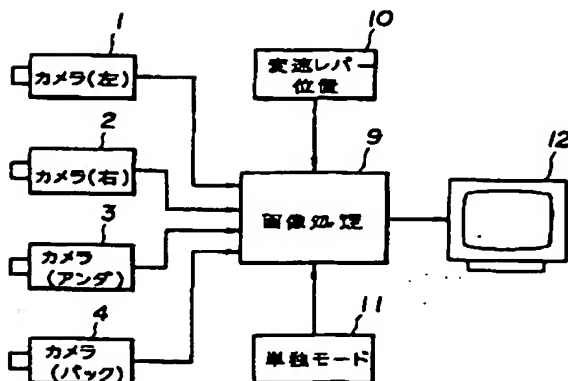 1
カメラ(左)
2
カメラ(右)
3
カメラ
(アンダ)
4
カメラ
(バック)
10
変速レバー
位置
9
画像処理
11
単独モード
12